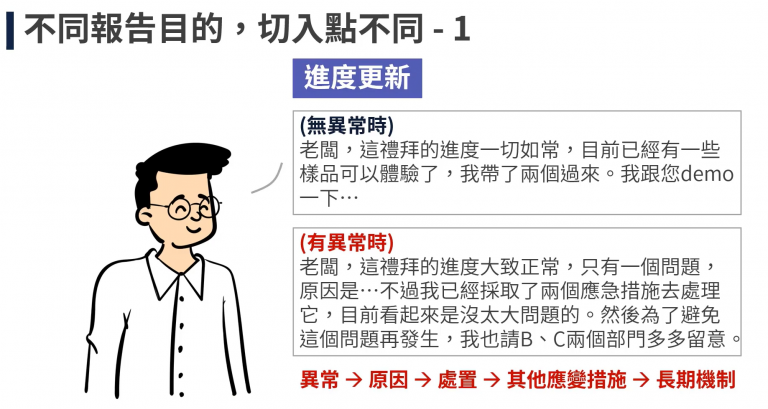 不同報告目的，切入點不同 - 1
進度更新
(無異常時)
老闆，這禮拜的進度一切如常，目前已經有一些
樣品可以體驗了，我帶了兩個過來。我跟您demo
一下…
(有異常時)
老闆，這禮拜的進度大致正常，只有一個問題，
原因是…不過我已經採取了兩個應急措施去處理
它，目前看起來是沒太大問題的。然後為了避免
這個問題再發生，我也請B、C兩個部門多多留意。
異常 → 原因 → 處置 → 其他應變措施 → 長期機制